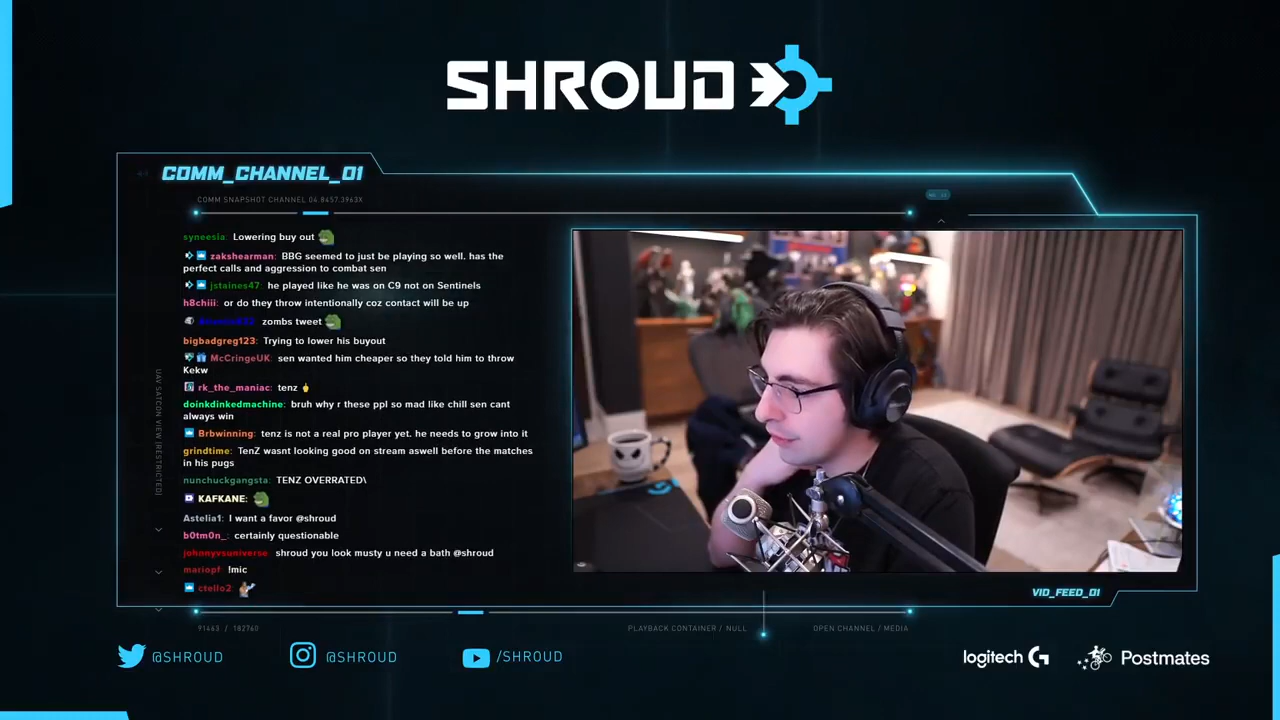 SHROUD
COMM_CHANNEL_01
COMM SNAPSHOT CHANNEL 04.8457.3963X
syneesia: Lowering buy out
zakshearman: BBG seemed to just be playing so well. has the
perfect calls and aggression to combat sen
jstaines47: he played like he was on C9 not on Sentinels
h8chiii: or do they throw intentionally coz contact will be up
zombs tweet
bigbadgreg123: Trying to lower his buyout
McCringeUK: sen wanted him cheaper so they told him to throw
Kekw
rk_the_maniac: tenz
doinkdinkedmachine: bruh why r these ppl so mad like chill sen cant
always win
Brbwinning: tenz is not a real pro player yet. he needs to grow into it
grindtime: TenZ wasnt looking good on stream aswell before the matches
in his pugs
nunchuckgangsta: TENZ OVERRATED\
KAFKANE:
Astelia1: I want a favor @shroud
b0tm0n_: certainly questionable
johnnyvsuniverse: shroud you look musty u need a bath @shroud
mariopf: !mic
ctello2:
UAV SATCON VIEW [RESTRICTED]
VID_FEED_01
91463 / 182760
PLAYBACK CONTAINER / NULL
OPEN CHANNEL / MEDIA
@SHROUD
@SHROUD
/SHROUD
logitech G
Postmates